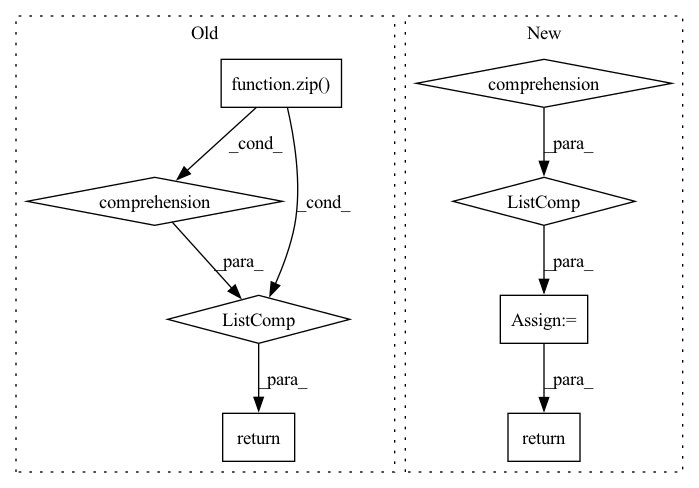 Old
function.zip()
_cond_
_cond_
comprehension
_para_
ListComp
_para_
return
New
comprehension
_para_
ListComp
_para_
Assign:=
_para_
return